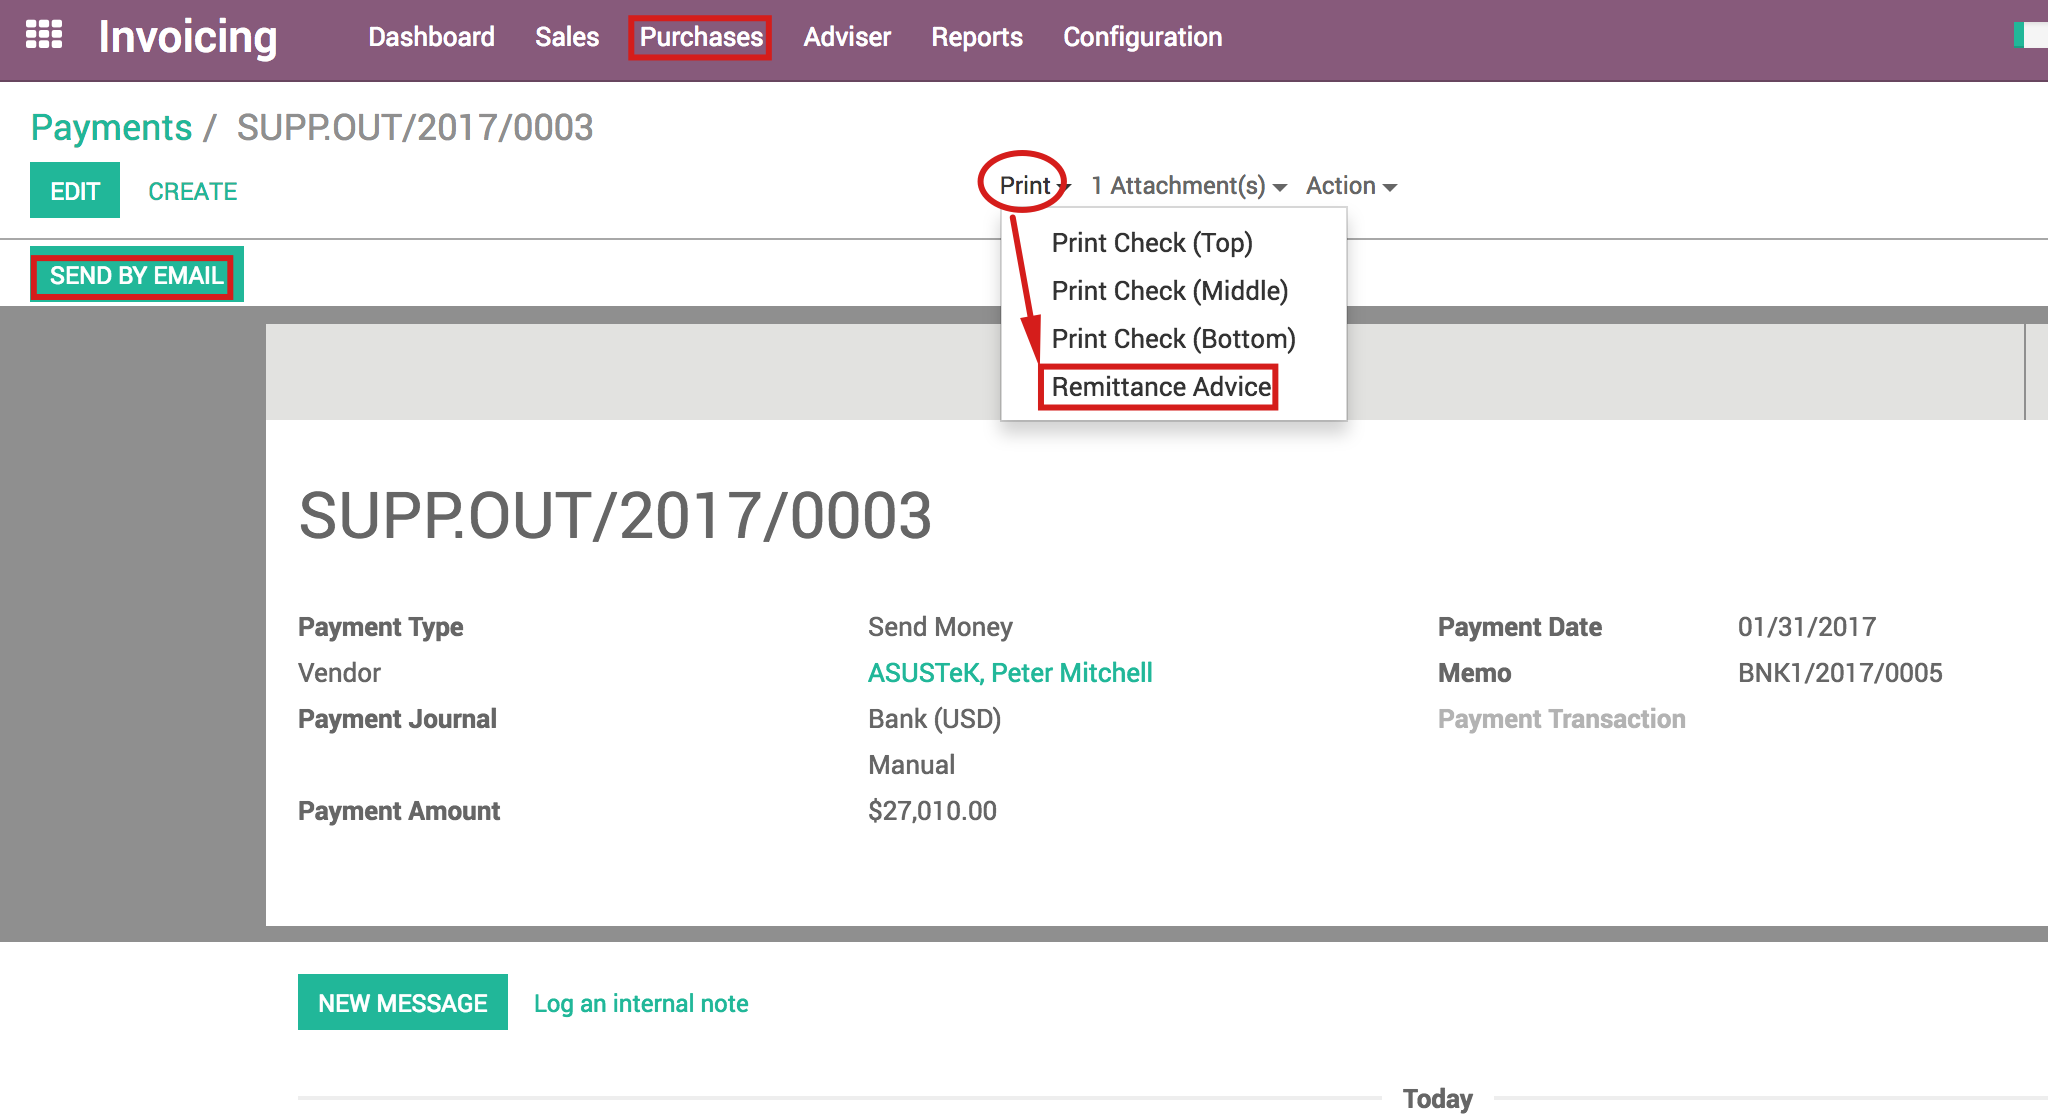 Invoicing Dashboard Sales Purchases Adviser Reports Configuration
Payments / SUPP.OUT/2017/0003
EDIT CREATE
Print 1 Attachment(s) Action
Print Check (Top)
Print Check (Middle)
Print Check (Bottom)
Remittance Advice
SEND BY EMAIL
SUPP.OUT/2017/0003
Payment Type Send Money Payment Date 01/31/2017
Vendor ASUSTeK, Peter Mitchell Memo BNK1/2017/0005
Payment Journal Bank (USD) Payment Transaction
Manual
Payment Amount $27,010.00
NEW MESSAGE Log an internal note
Today